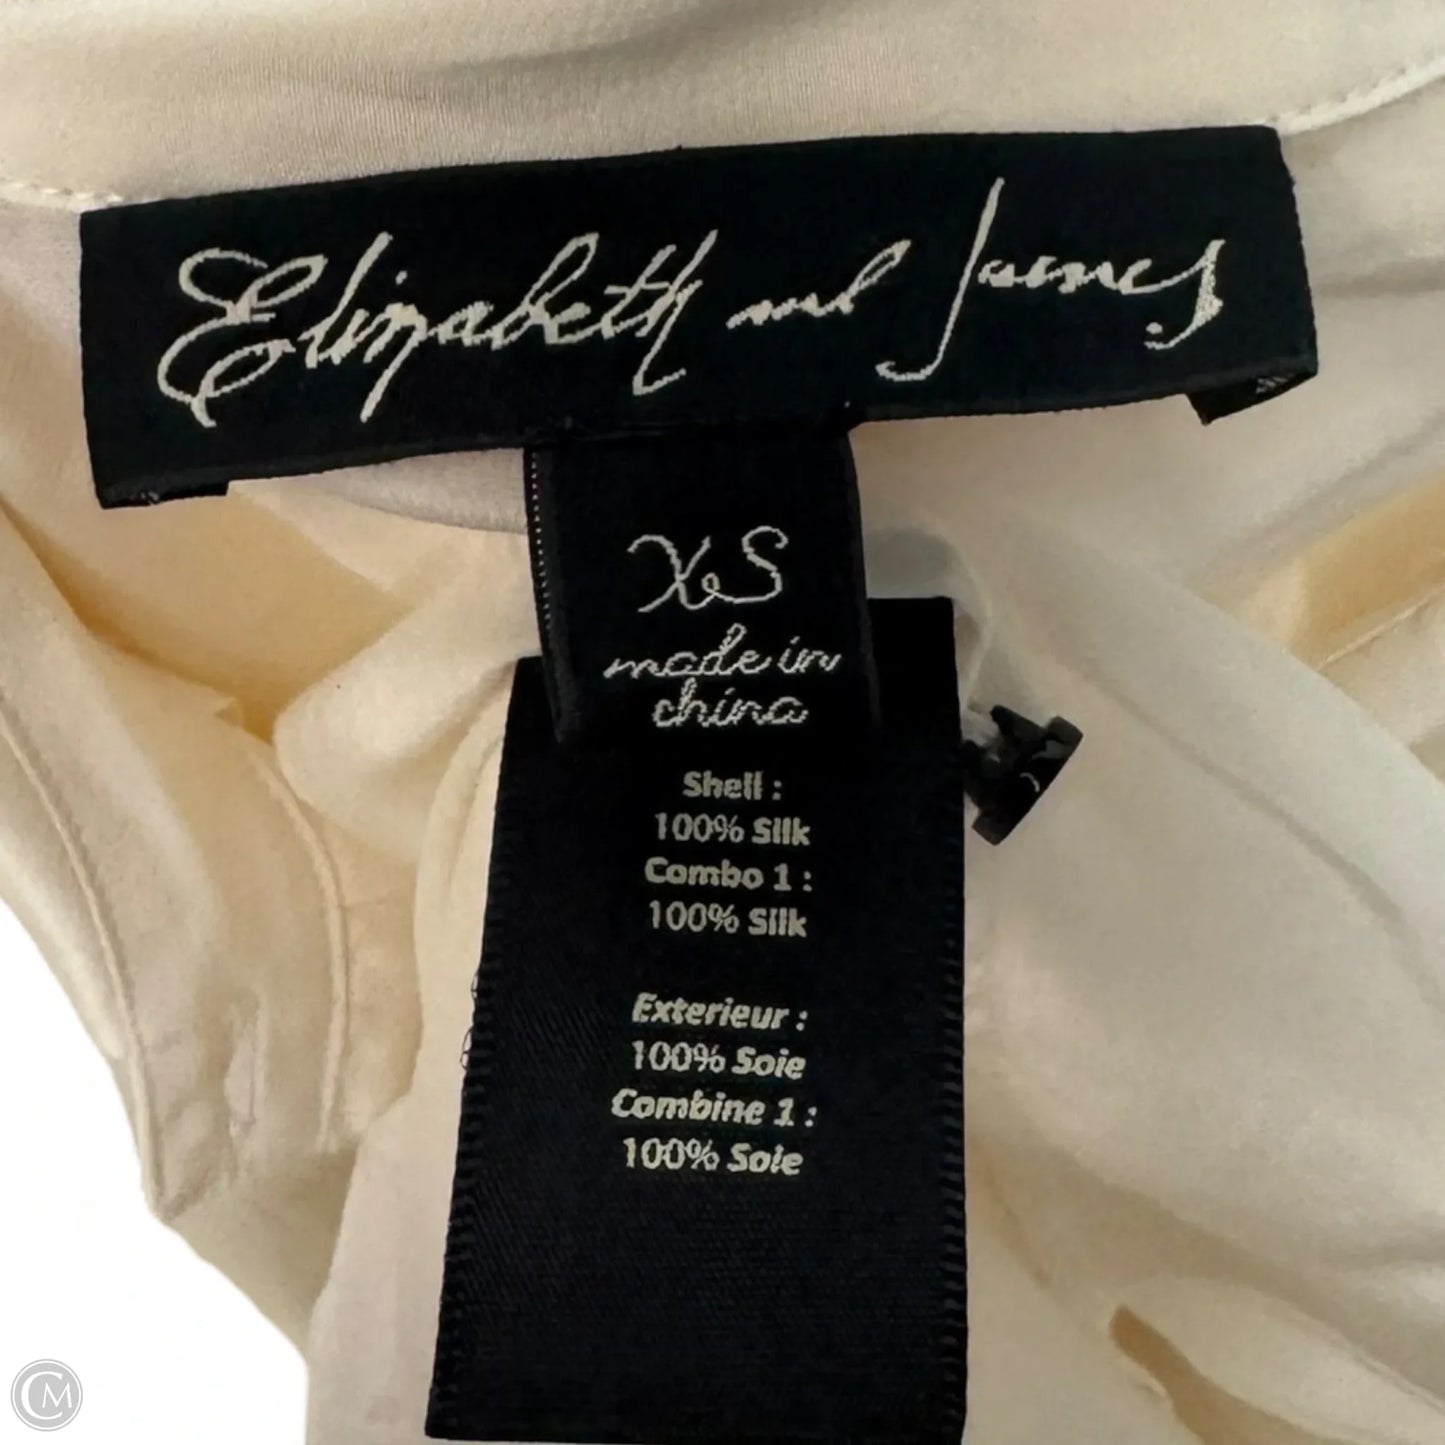 Elizabeth and James
XS
made in
china
Shell :
100% Silk
Combo 1 :
100% Silk
Exterieur :
100% Soie
Combine 1 :
100% Soie
CM